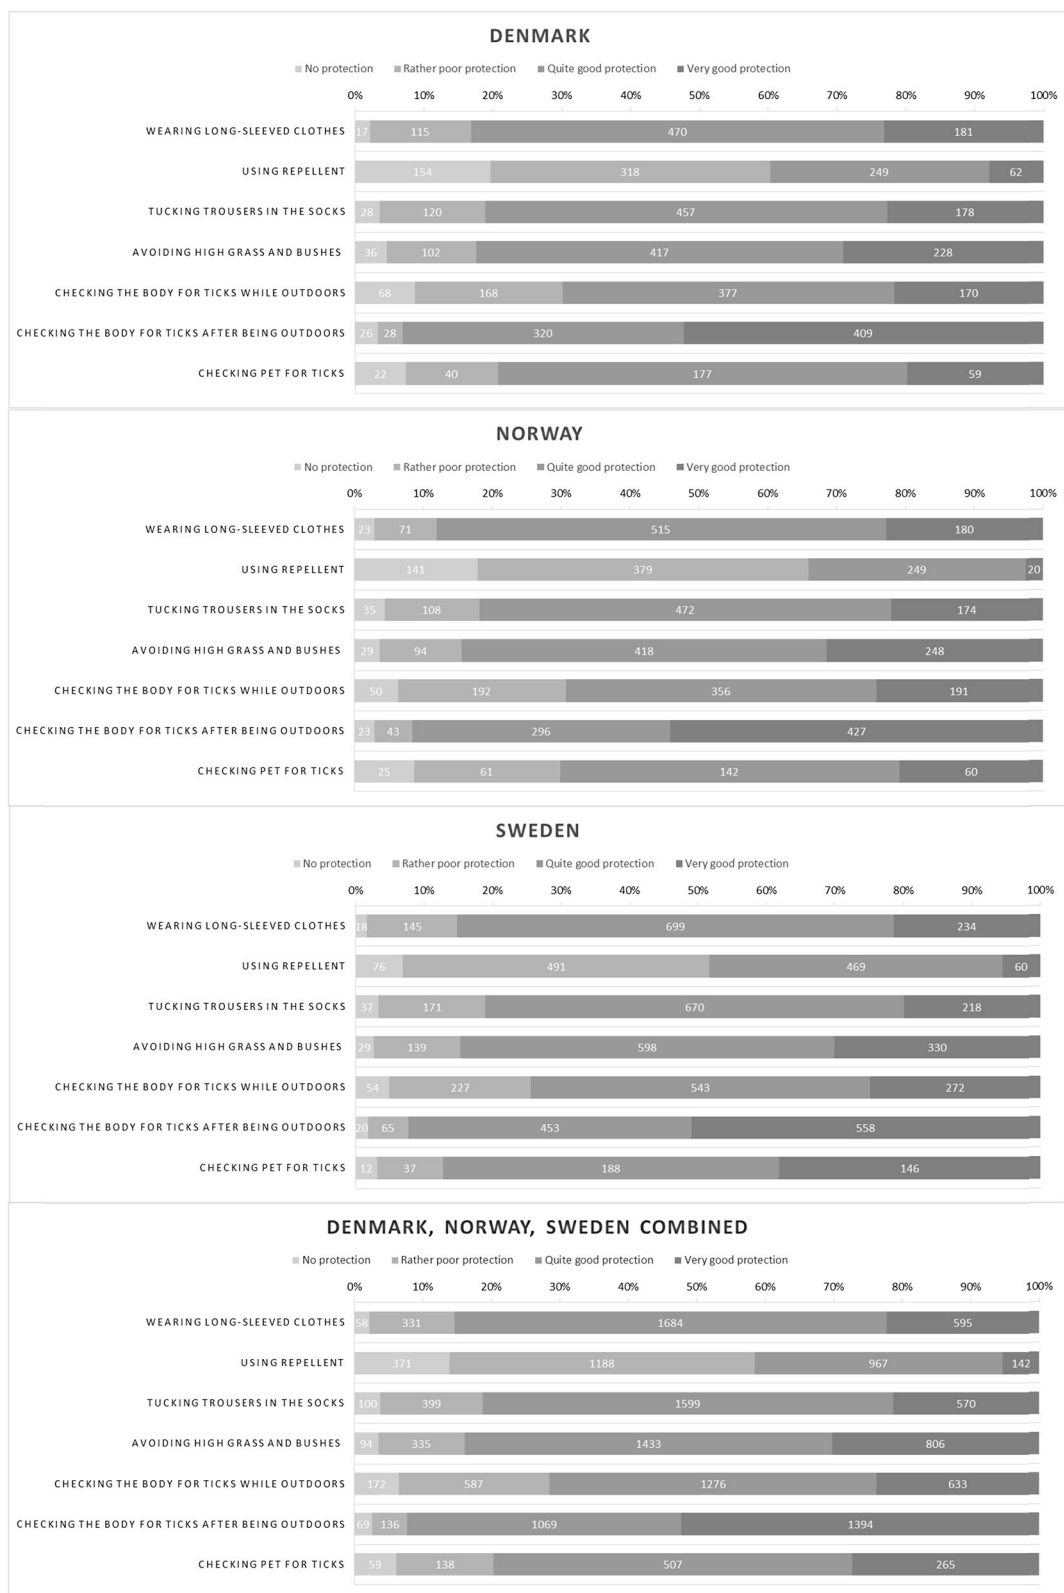 DENMARK
No protection Rather poor protection Quite good protection Very good protection
0% 10% 20% 30% 40% 50% 60% 70% 80% 90% 100%
WEARING LONG-SLEEVED CLOTHES 17 115 470 181
USING REPELLENT 154 318 249 62
TUCKING TROUSERS IN THE SOCKS 28 120 457 178
AVOIDING HIGH GRASS AND BUSHES 36 102 417 228
CHECKING THE BODY FOR TICKS WHILE OUTDOORS 68 168 377 170
CHECKING THE BODY FOR TICKS AFTER BEING OUTDOORS 26 28 320 409
CHECKING PET FOR TICKS 22 40 177 59
NORWAY
No protection Rather poor protection Quite good protection Very good protection
0% 10% 20% 30% 40% 50% 60% 70% 80% 90% 100%
WEARING LONG-SLEEVED CLOTHES 23 71 515 180
USING REPELLENT 141 379 249 20
TUCKING TROUSERS IN THE SOCKS 35 108 472 174
AVOIDING HIGH GRASS AND BUSHES 29 94 418 248
CHECKING THE BODY FOR TICKS WHILE OUTDOORS 50 192 356 191
CHECKING THE BODY FOR TICKS AFTER BEING OUTDOORS 23 43 296 427
CHECKING PET FOR TICKS 25 61 142 60
SWEDEN
No protection Rather poor protection Quite good protection Very good protection
0% 10% 20% 30% 40% 50% 60% 70% 80% 90% 100%
WEARING LONG-SLEEVED CLOTHES 18 145 699 234
USING REPELLENT 76 491 469 60
TUCKING TROUSERS IN THE SOCKS 37 171 670 218
AVOIDING HIGH GRASS AND BUSHES 29 139 598 330
CHECKING THE BODY FOR TICKS WHILE OUTDOORS 54 227 543 272
CHECKING THE BODY FOR TICKS AFTER BEING OUTDOORS 20 65 453 558
CHECKING PET FOR TICKS 12 37 188 146
DENMARK, NORWAY, SWEDEN COMBINED
No protection Rather poor protection Quite good protection Very good protection
0% 10% 20% 30% 40% 50% 60% 70% 80% 90% 100%
WEARING LONG-SLEEVED CLOTHES 58 331 1684 595
USING REPELLENT 371 1188 967 142
TUCKING TROUSERS IN THE SOCKS 100 399 1599 570
AVOIDING HIGH GRASS AND BUSHES 94 335 1433 806
CHECKING THE BODY FOR TICKS WHILE OUTDOORS 172 587 1276 633
CHECKING THE BODY FOR TICKS AFTER BEING OUTDOORS 69 136 1069 1394
CHECKING PET FOR TICKS 59 138 507 265